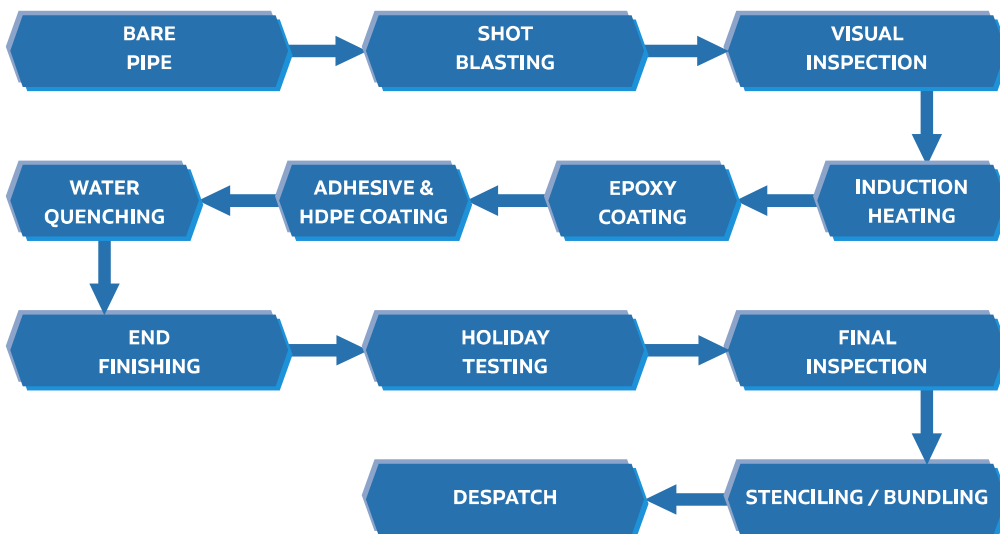 BARE
PIPE
SHOT
BLASTING
VISUAL
INSPECTION
INDUCTION
HEATING
EPOXY
COATING
ADHESIVE &
HDPE COATING
WATER
QUENCHING
END
FINISHING
HOLIDAY
TESTING
FINAL
INSPECTION
STENCILING / BUNDLING
DESPATCH